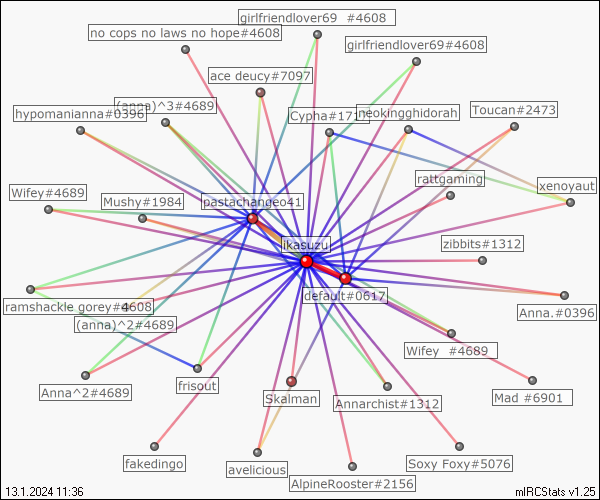 girlfriendlover69 #4608
no cops no laws no hope#4608
girlfriendlover69#4608
ace deucy#7097
(anna)^3#4689
hypomanianna#0396
Cypha#171
neokingghidorah
Toucan#2473
rattgaming
xenoyaut
Wifey#4689
Mushy#1984
pastachangeo41
ikasuzu
zibbits#1312
default#0617
ramshackle gorey#4608
Anna.#0396
(anna)^2#4689
Wifey #4689
Anna^2#4689
frisout
Skalman
Annarchist#1312
Mad #6901
fakedingo
avelicious
AlpineRooster#2156
Soxy Foxy#5076
13.1.2024 11:36
mIRCStats v1.25